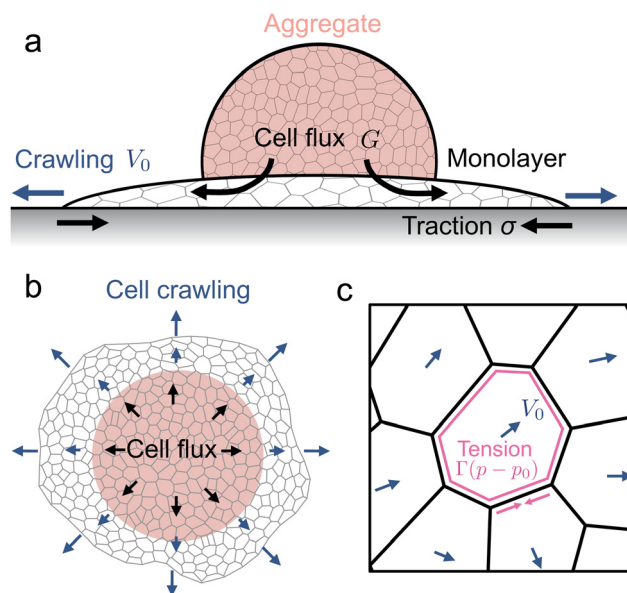 a
Aggregate
Cell flux G
Crawling V₀
Monolayer
Traction σ
b
Cell crawling
Cell flux
c
V₀
Tension
Γ(p − p₀)